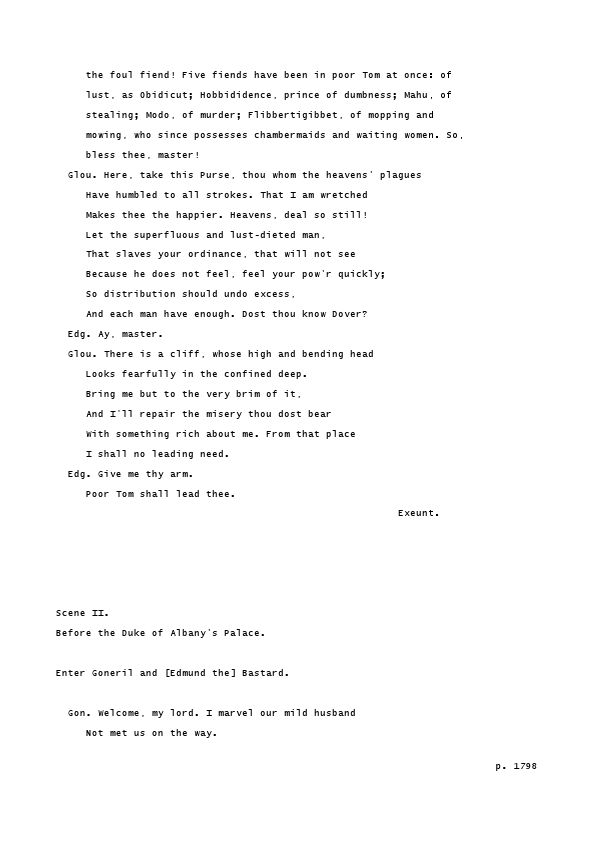 the foul fiend! Five fiends have been in poor Tom at once: of
lust, as Obidicut; Hobbididence, prince of dumbness; Mahu, of
stealing; Modo, of murder; Flibbertigibbet, of mopping and
mowing, who since possesses chambermaids and waiting women. So,
bless thee, master!
Glou. Here, take this Purse, thou whom the heavens' plagues
Have humbled to all strokes. That I am wretched
Makes thee the happier. Heavens, deal so still!
Let the superfluous and lust-dieted man,
That slaves your ordinance, that will not see
Because he does not feel, feel your pow'r quickly;
So distribution should undo excess,
And each man have enough. Dost thou know Dover?
Edg. Ay, master.
Glou. There is a cliff, whose high and bending head
Looks fearfully in the confined deep.
Bring me but to the very brim of it,
And I'll repair the misery thou dost bear
With something rich about me. From that place
I shall no leading need.
Edg. Give me thy arm.
Poor Tom shall lead thee.
Exeunt.
Scene II.
Before the Duke of Albany's Palace.
Enter Goneril and [Edmund the] Bastard.
Gon. Welcome, my lord. I marvel our mild husband
Not met us on the way.
p. 1798